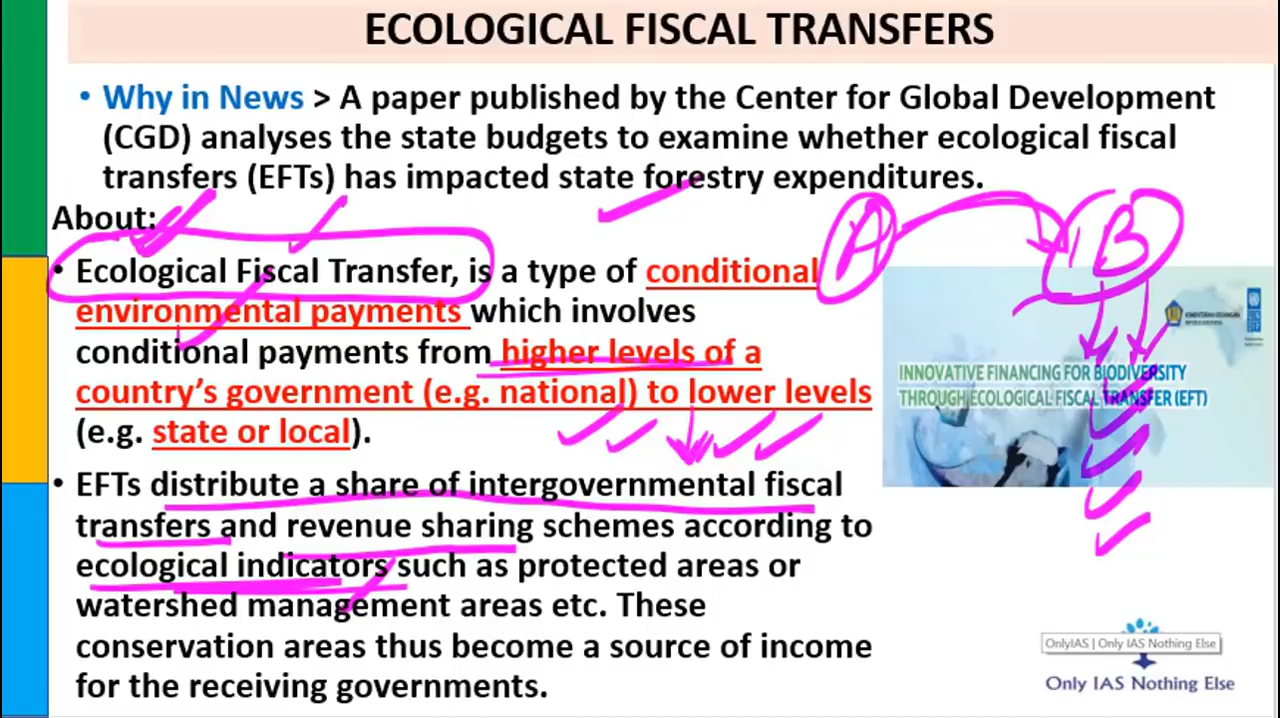 ECOLOGICAL FISCAL TRANSFERS
• Why in News > A paper published by the Center for Global Development
(CGD) analyses the state budgets to examine whether ecological fiscal
transfers (EFTs) has impacted state forestry expenditures.
About:
• Ecological Fiscal Transfer, is a type of conditional
environmental payments which involves
conditional payments from higher levels of a
country's government (e.g. national) to lower levels
(e.g. state or local).
• EFTs distribute a share of intergovernmental fiscal
transfers and revenue sharing schemes according to
ecological indicators such as protected areas or
watershed management areas etc. These
conservation areas thus become a source of income
for the receiving governments.
A
B
INNOVATIVE FINANCING FOR BIODIVERSITY
THROUGH ECOLOGICAL FISCAL TRANSFER (EFT)
OnlyIAS | Only IAS Nothing Else
Only IAS Nothing Else